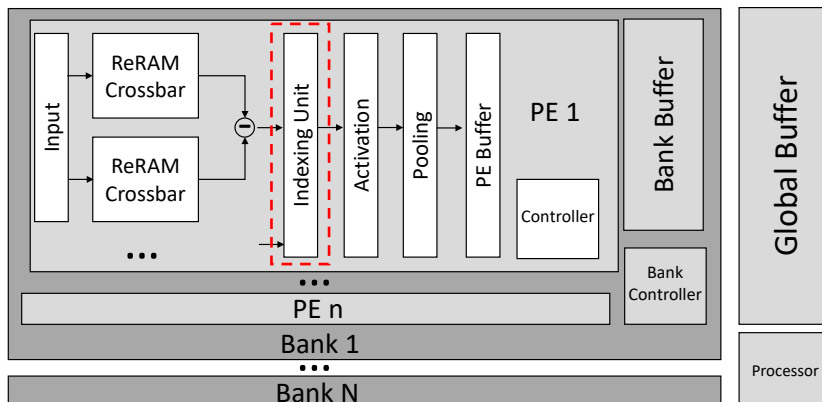 Input
ReRAM
Crossbar
ReRAM
Crossbar
Indexing Unit
Activation
Pooling
PE Buffer
PE 1
Controller
Bank Buffer
Bank
Controller
Global Buffer
Processor
PE n
Bank 1
Bank N